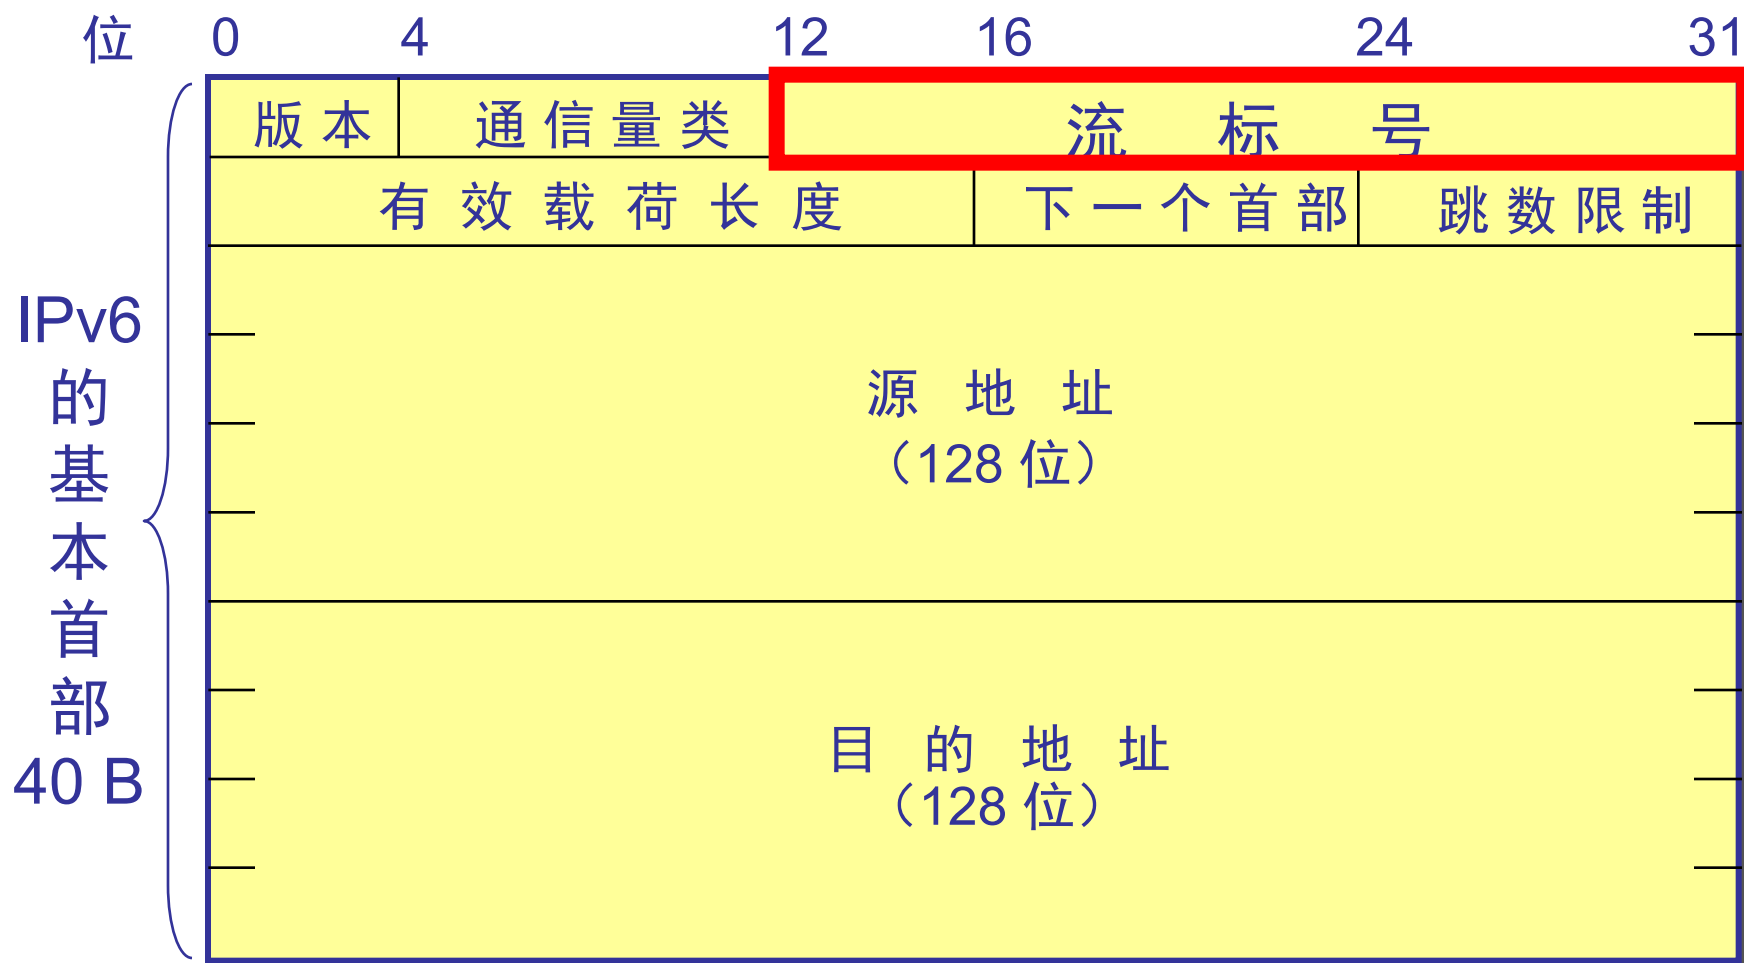 位 0 4 12 16 24 31
版 本 通 信 量 类 流 标 号
有 效 载 荷 长 度 下 一 个 首 部 跳 数 限 制
源 地 址
（128 位）
目 的 地 址
（128 位）
IPv6
的
基
本
首
部
40 B